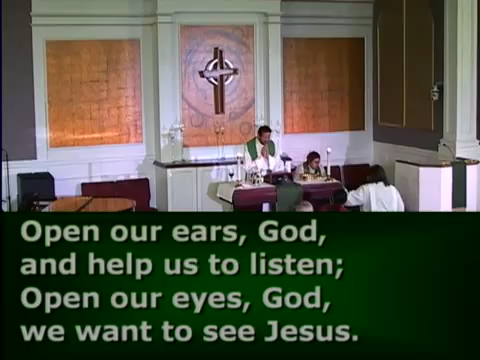 Open our ears, God,
and help us to listen;
Open our eyes, God,
we want to see Jesus.